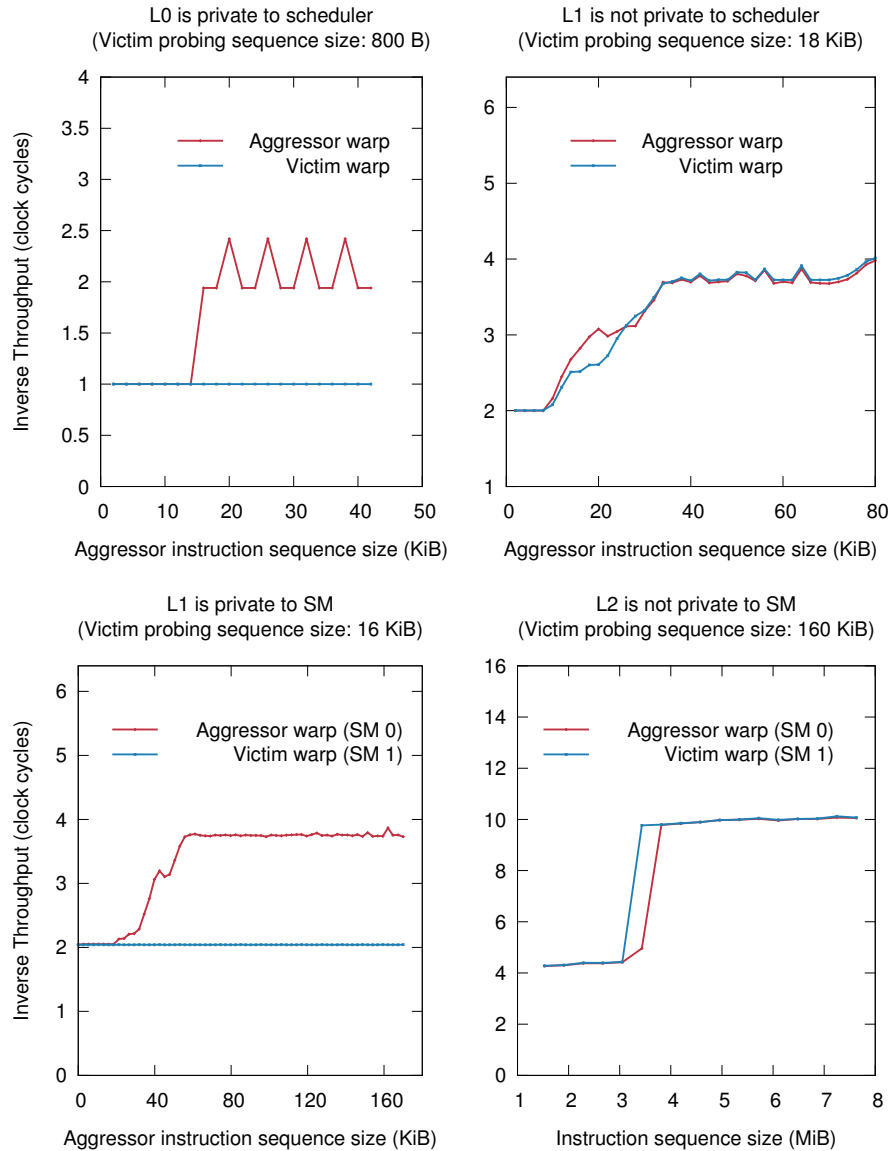 L0 is private to scheduler
(Victim probing sequence size: 800 B)
4
3.5
3
2.5
2
1.5
1
0.5
0
Inverse Throughput (clock cycles)
Aggressor warp
Victim warp
0 10 20 30 40 50
Aggressor instruction sequence size (KiB)
L1 is not private to scheduler
(Victim probing sequence size: 18 KiB)
6
5
4
3
2
1
Aggressor warp
Victim warp
0 20 40 60 80
Aggressor instruction sequence size (KiB)
L1 is private to SM
(Victim probing sequence size: 16 KiB)
6
5
4
3
2
1
0
Inverse Throughput (clock cycles)
Aggressor warp (SM 0)
Victim warp (SM 1)
0 40 80 120 160
Aggressor instruction sequence size (KiB)
L2 is not private to SM
(Victim probing sequence size: 160 KiB)
16
14
12
10
8
6
4
2
0
Aggressor warp (SM 0)
Victim warp (SM 1)
1 2 3 4 5 6 7 8
Instruction sequence size (MiB)